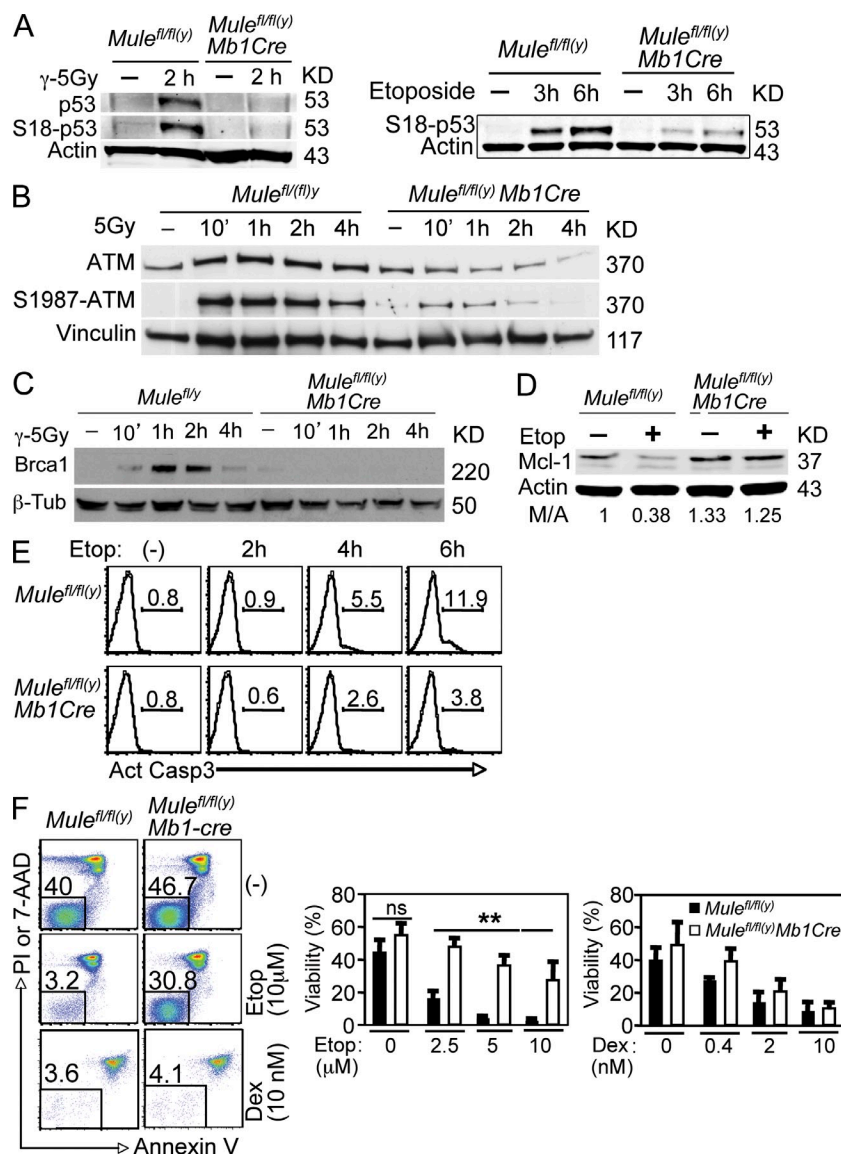 A
Mule fl/fl(y)
Mule fl/fl(y) Mb1Cre
γ-5Gy – 2 h – 2 h KD
p53 53
S18-p53 53
Actin 43
Mule fl/fl(y)
Mule fl/fl(y) Mb1Cre
Etoposide – 3h 6h – 3h 6h KD
S18-p53 53
Actin 43
B
Mule fl/(fl)y Mule fl/fl(y) Mb1Cre
5Gy – 10' 1h 2h 4h – 10' 1h 2h 4h KD
ATM 370
S1987-ATM 370
Vinculin 117
C
Mule fl/y
Mule fl/fl(y) Mb1Cre
γ-5Gy – 10' 1h 2h 4h – 10' 1h 2h 4h KD
Brca1 220
β-Tub 50
D
Mule fl/fl(y)
Mule fl/fl(y) Mb1Cre
Etop – + – + KD
Mcl-1 37
Actin 43
M/A 1 0.38 1.33 1.25
E
Etop: (-) 2h 4h 6h
Mule fl/fl(y) 0.8 0.9 5.5 11.9
Mule fl/fl(y) Mb1Cre 0.8 0.6 2.6 3.8
Act Casp3
F
Mule fl/fl(y)
Mule fl/fl(y) Mb1-cre
40 46.7 (-)
3.2 30.8 Etop (10μM)
3.6 4.1 Dex (10 nM)
PI or 7-AAD
Annexin V
Viability (%)
80
60
40
20
0
ns
**
Etop: 0 2.5 5 10
(μM)
Viability (%)
80
60
40
20
0
Mule fl/fl(y)
Mule fl/fl(y)Mb1Cre
Dex: 0 0.4 2 10
(nM)